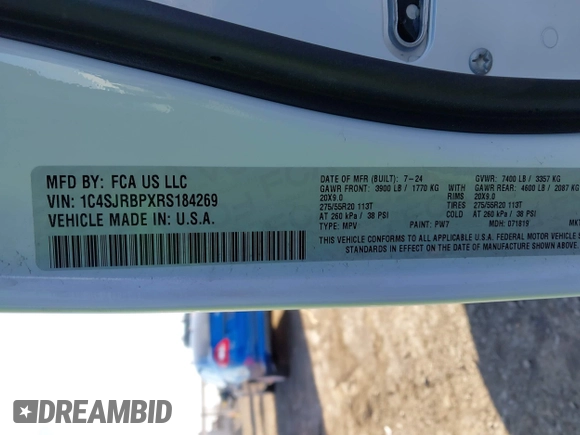 MFD BY: FCA US LLC
VIN: 1C4SJRBPXRS184269
VEHICLE MADE IN: U.S.A.
DATE OF MFR (BUILT): 7-24 GVWR: 7400 LB / 3357 KG
GAWR FRONT: 3900 LB / 1770 KG WITH GAWR REAR: 4600 LB / 2087 KG
20X9.0 RIMS 20X9.0
275/55R20 113T TIRES 275/55R20 113T
AT 260 kPa / 38 PSI COLD AT 260 kPa / 38 PSI
TYPE: MPV PAINT: PW7 MDH: 071819
THIS VEHICLE CONFORMS TO ALL APPLICABLE U.S.A. FEDERAL MOTOR VEHICLE
STANDARDS IN EFFECT ON THE DATE OF MANUFACTURE SHOWN ABOVE.
DREAMBID